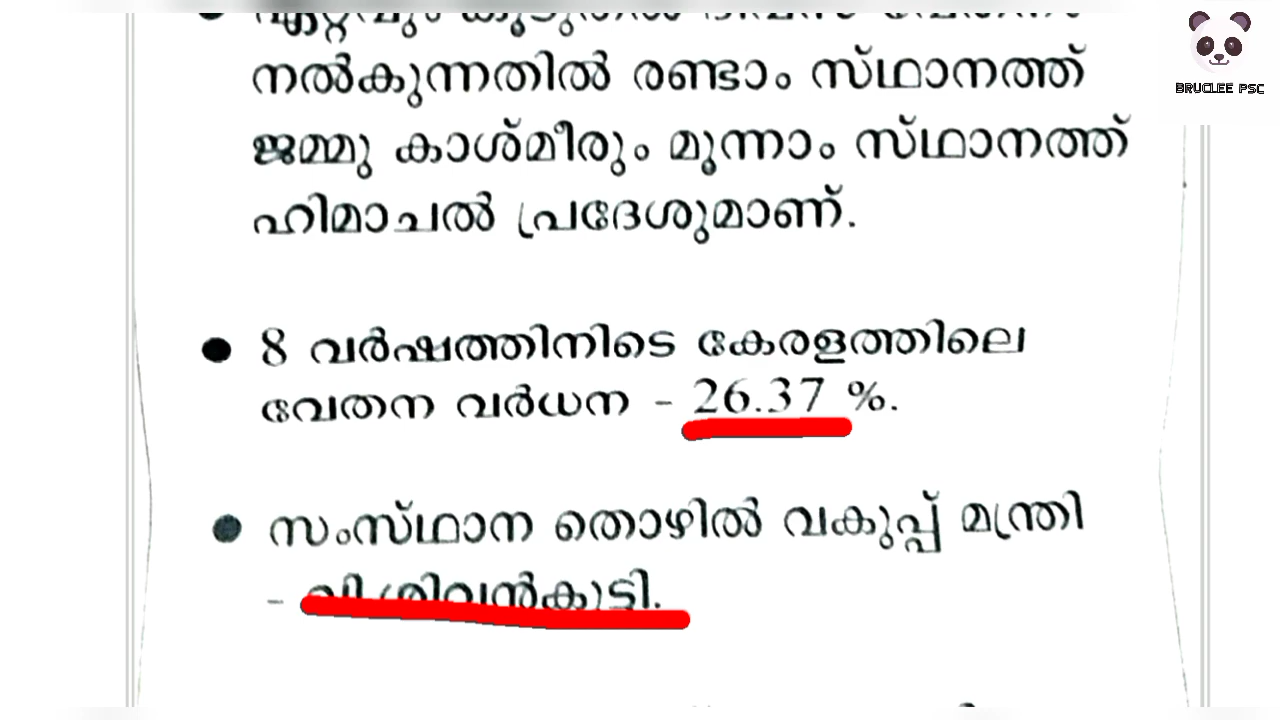 നൽകുന്നതിൽ രണ്ടാം സ്ഥാനത്ത്
ജമ്മു കാശ്മീരും മൂന്നാം സ്ഥാനത്ത്
ഹിമാചൽ പ്രദേശുമാണ്.
● 8 വർഷത്തിനിടെ കേരളത്തിലെ
വേതന വർധന - 26.37 %.
● സംസ്ഥാന തൊഴിൽ വകുപ്പ് മന്ത്രി
- വി.ശിവൻകുട്ടി.
BRUCLEE PSC